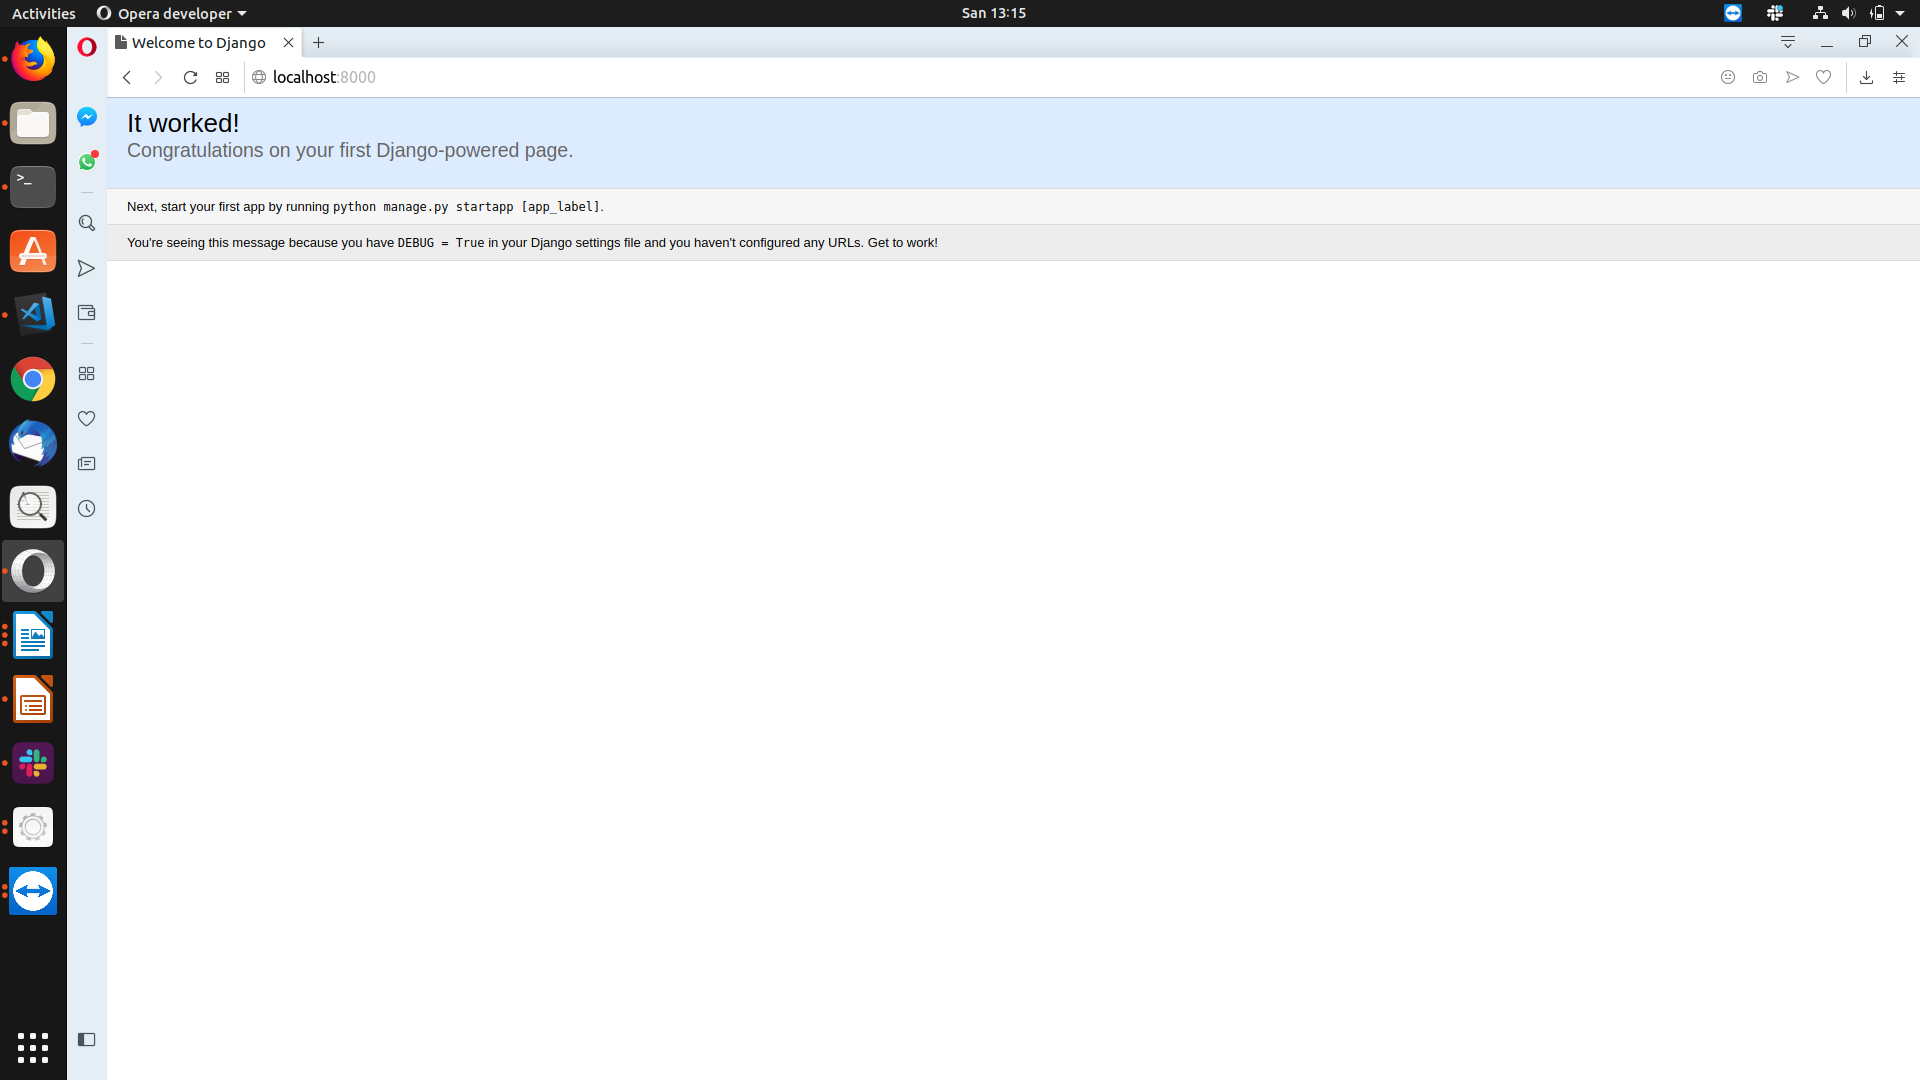 Activities
Opera developer
San 13:15
Welcome to Django
localhost:8000
It worked!
Congratulations on your first Django-powered page.
Next, start your first app by running python manage.py startapp [app_label].
You're seeing this message because you have DEBUG = True in your Django settings file and you haven't configured any URLs. Get to work!
>_